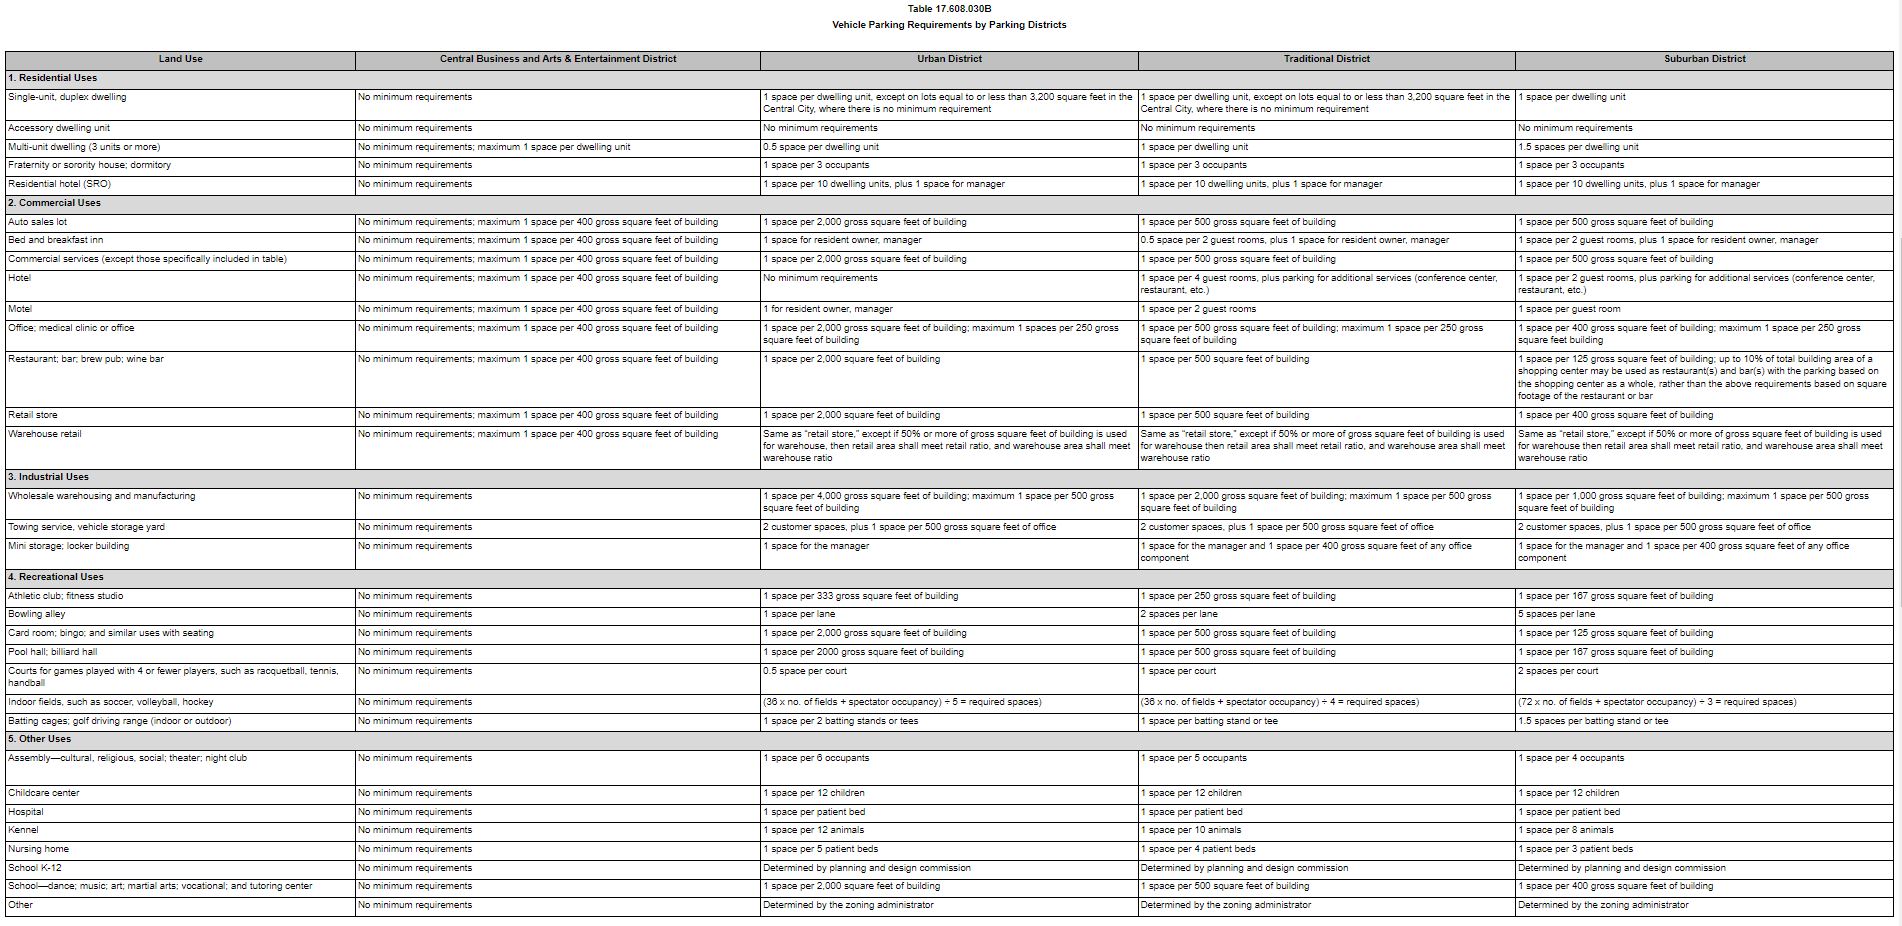 Table 17.608.030B
Vehicle Parking Requirements by Parking Districts
Land Use Central Business and Arts & Entertainment District Urban District Traditional District Suburban District
1. Residential Uses
Single-unit, duplex dwelling No minimum requirements 1 space per dwelling unit, except on lots equal to or less than 3,200 square feet in the 1 space per dwelling unit, except on lots equal to or less than 3,200 square feet in the 1 space per dwelling unit
Central City, where there is no minimum requirement Central City, where there is no minimum requirement
Accessory dwelling unit No minimum requirements No minimum requirements No minimum requirements No minimum requirements
Multi-unit dwelling (3 units or more) No minimum requirements; maximum 1 space per dwelling unit 0.5 space per dwelling unit 1 space per dwelling unit 1.5 spaces per dwelling unit
Fraternity or sorority house; dormitory No minimum requirements 1 space per 3 occupants 1 space per 3 occupants 1 space per 3 occupants
Residential hotel (SRO) No minimum requirements 1 space per 10 dwelling units, plus 1 space for manager 1 space per 10 dwelling units, plus 1 space for manager 1 space per 10 dwelling units, plus 1 space for manager
2. Commercial Uses
Auto sales lot No minimum requirements; maximum 1 space per 400 gross square feet of building 1 space per 2,000 gross square feet of building 1 space per 500 gross square feet of building 1 space per 500 gross square feet of building
Bed and breakfast inn No minimum requirements; maximum 1 space per 400 gross square feet of building 1 space for resident owner, manager 0.5 space per 2 guest rooms, plus 1 space for resident owner, manager 1 space per 2 guest rooms, plus 1 space for resident owner, manager
Commercial services (except those specifically included in table) No minimum requirements; maximum 1 space per 400 gross square feet of building 1 space per 2,000 gross square feet of building 1 space per 500 gross square feet of building 1 space per 500 gross square feet of building
Hotel No minimum requirements; maximum 1 space per 400 gross square feet of building No minimum requirements 1 space per 4 guest rooms, plus parking for additional services (conference center, 1 space per 2 guest rooms, plus parking for additional services (conference center,
restaurant, etc.) restaurant, etc.)
Motel No minimum requirements; maximum 1 space per 400 gross square feet of building 1 for resident owner, manager 1 space per 2 guest rooms 1 space per guest room
Office; medical clinic or office No minimum requirements; maximum 1 space per 400 gross square feet of building 1 space per 2,000 gross square feet of building; maximum 1 spaces per 250 gross 1 space per 500 gross square feet of building; maximum 1 space per 250 gross 1 space per 400 gross square feet of building; maximum 1 space per 250 gross
square feet of building square feet of building square feet building
Restaurant; bar; brew pub; wine bar No minimum requirements; maximum 1 space per 400 gross square feet of building 1 space per 2,000 square feet of building 1 space per 500 square feet of building 1 space per 125 gross square feet of building; up to 10% of total building area of a
shopping center may be used as restaurant(s) and bar(s) with the parking based on
the shopping center as a whole, rather than the above requirements based on square
footage of the restaurant or bar
Retail store No minimum requirements; maximum 1 space per 400 gross square feet of building 1 space per 2,000 square feet of building 1 space per 500 square feet of building 1 space per 400 gross square feet of building
Warehouse retail No minimum requirements; maximum 1 space per 400 gross square feet of building Same as “retail store,” except if 50% or more of gross square feet of building is used Same as “retail store,” except if 50% or more of gross square feet of building is used Same as “retail store,” except if 50% or more of gross square feet of building is used
for warehouse, then retail area shall meet retail ratio, and warehouse area shall meet for warehouse then retail area shall meet retail ratio, and warehouse area shall meet for warehouse then retail area shall meet retail ratio, and warehouse area shall meet
warehouse ratio warehouse ratio warehouse ratio
3. Industrial Uses
Wholesale warehousing and manufacturing No minimum requirements 1 space per 4,000 gross square feet of building; maximum 1 space per 500 gross 1 space per 2,000 gross square feet of building; maximum 1 space per 500 gross 1 space per 1,000 gross square feet of building; maximum 1 space per 500 gross
square feet of building square feet of building square feet of building
Towing service, vehicle storage yard No minimum requirements 2 customer spaces, plus 1 space per 500 gross square feet of office 2 customer spaces, plus 1 space per 500 gross square feet of office 2 customer spaces, plus 1 space per 500 gross square feet of office
Mini storage; locker building No minimum requirements 1 space for the manager 1 space for the manager and 1 space per 400 gross square feet of any office 1 space for the manager and 1 space per 400 gross square feet of any office
component component
4. Recreational Uses
Athletic club; fitness studio No minimum requirements 1 space per 333 gross square feet of building 1 space per 250 gross square feet of building 1 space per 167 gross square feet of building
Bowling alley No minimum requirements 1 space per lane 2 spaces per lane 5 spaces per lane
Card room; bingo; and similar uses with seating No minimum requirements 1 space per 2,000 gross square feet of building 1 space per 500 gross square feet of building 1 space per 125 gross square feet of building
Pool hall; billiard hall No minimum requirements 1 space per 2000 gross square feet of building 1 space per 500 gross square feet of building 1 space per 167 gross square feet of building
Courts for games played with 4 or fewer players, such as racquetball, tennis, No minimum requirements 0.5 space per court 1 space per court 2 spaces per court
handball
Indoor fields, such as soccer, volleyball, hockey No minimum requirements (36 x no. of fields + spectator occupancy) ÷ 5 = required spaces) (36 x no. of fields + spectator occupancy) ÷ 4 = required spaces) (72 x no. of fields + spectator occupancy) ÷ 3 = required spaces)
Batting cages; golf driving range (indoor or outdoor) No minimum requirements 1 space per 2 batting stands or tees 1 space per batting stand or tee 1.5 spaces per batting stand or tee
5. Other Uses
Assembly—cultural, religious, social; theater; night club No minimum requirements 1 space per 6 occupants 1 space per 5 occupants 1 space per 4 occupants
Childcare center No minimum requirements 1 space per 12 children 1 space per 12 children 1 space per 12 children
Hospital No minimum requirements 1 space per patient bed 1 space per patient bed 1 space per patient bed
Kennel No minimum requirements 1 space per 12 animals 1 space per 10 animals 1 space per 8 animals
Nursing home No minimum requirements 1 space per 5 patient beds 1 space per 4 patient beds 1 space per 3 patient beds
School K-12 No minimum requirements Determined by planning and design commission Determined by planning and design commission Determined by planning and design commission
School—dance; music; art; martial arts; vocational; and tutoring center No minimum requirements 1 space per 2,000 square feet of building 1 space per 500 square feet of building 1 space per 400 gross square feet of building
Other No minimum requirements Determined by the zoning administrator Determined by the zoning administrator Determined by the zoning administrator